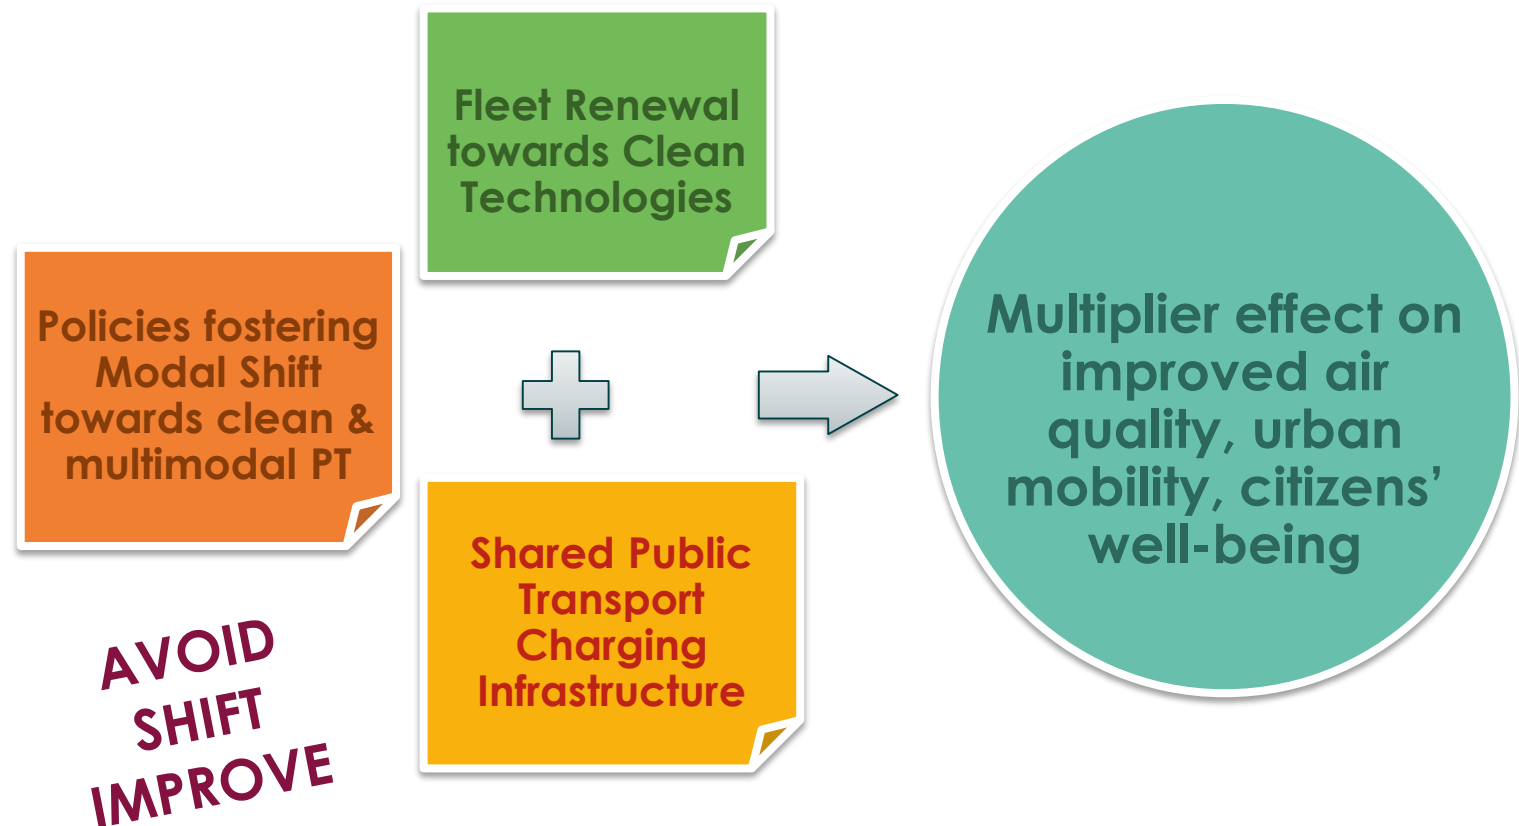 Fleet Renewal
towards Clean
Technologies
Policies fostering
Modal Shift
towards clean &
multimodal PT
Shared Public
Transport
Charging
Infrastructure
Multiplier effect on
improved air
quality, urban
mobility, citizens’
well-being
AVOID
SHIFT
IMPROVE